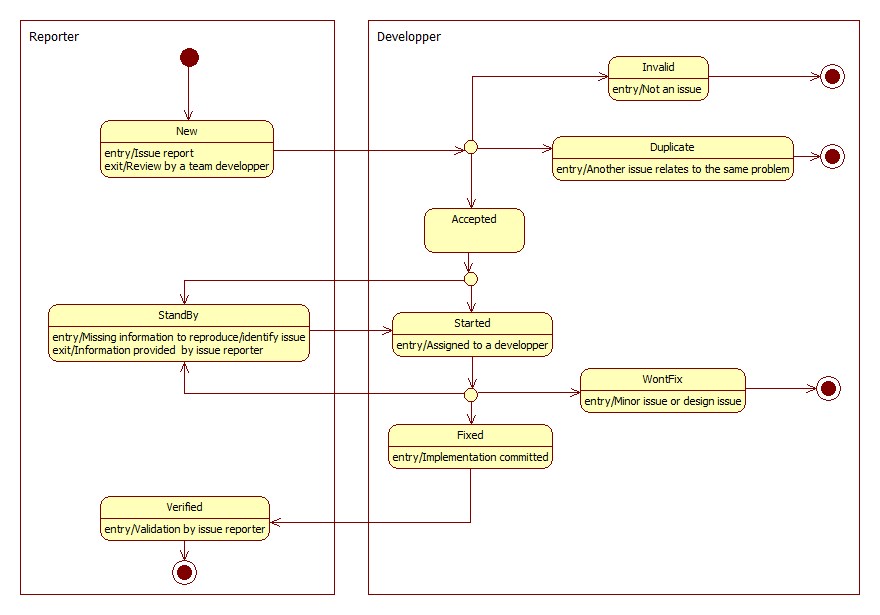 Reporter
Developper
Invalid
entry/Not an issue
New
entry/Issue report
exit/Review by a team developper
Duplicate
entry/Another issue relates to the same problem
Accepted
StandBy
entry/Missing information to reproduce/identify issue
exit/Information provided  by issue reporter
Started
entry/Assigned to a developper
WontFix
entry/Minor issue or design issue
Fixed
entry/Implementation committed
Verified
entry/Validation by issue reporter